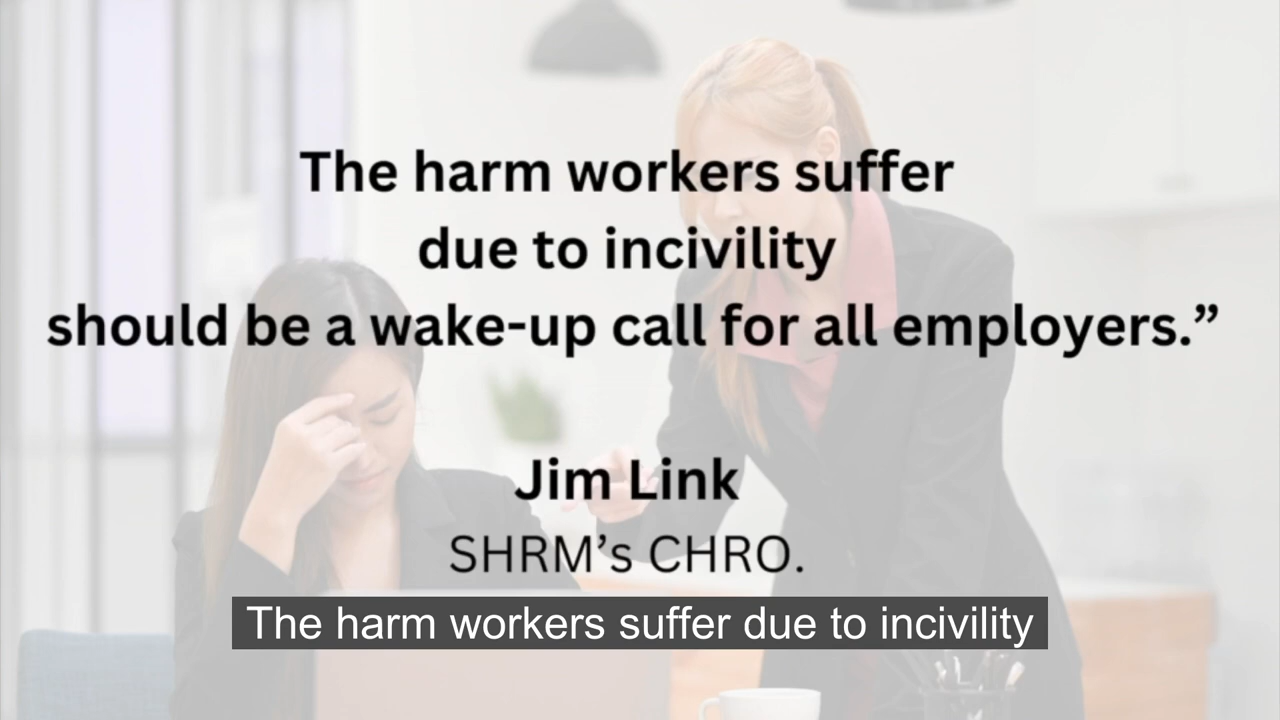 The harm workers suffer
due to incivility
should be a wake-up call for all employers.”
Jim Link
SHRM’s CHRO.
The harm workers suffer due to incivility